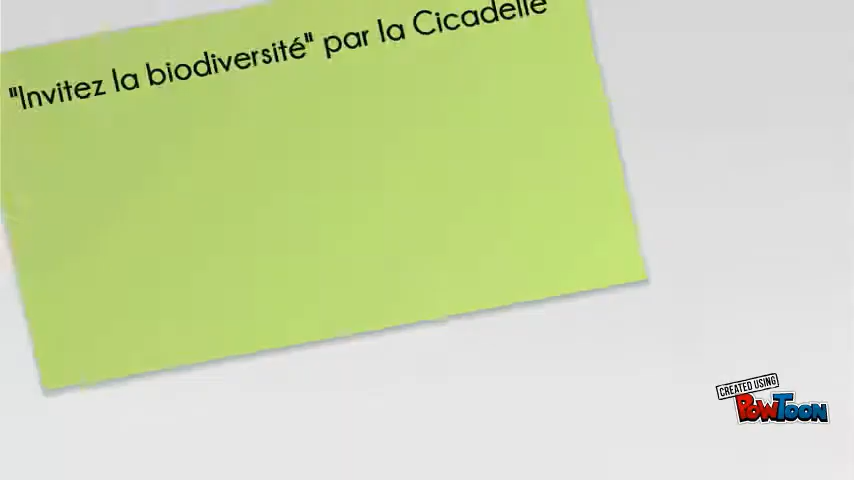 "Invitez la biodiversité" par la Cicadelle
CREATED USING
POWTOON